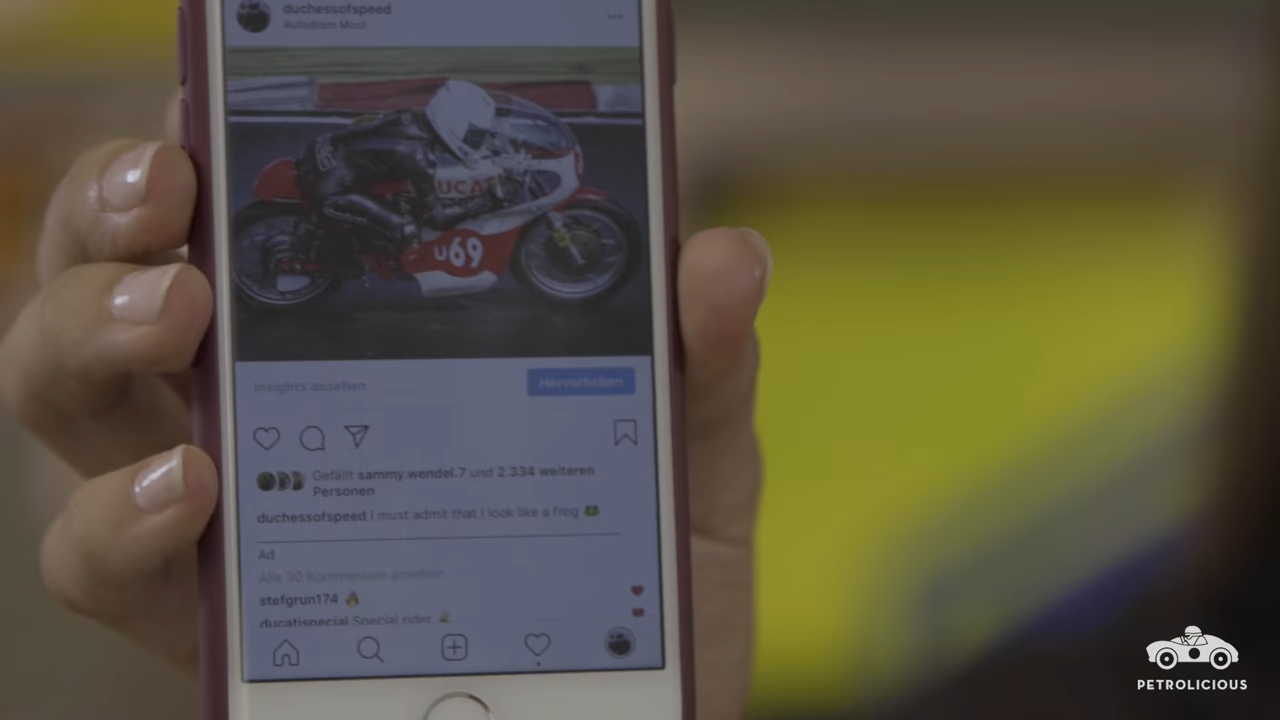 duchessofspeed
Autodrom Most
DUCATI
U69
Insights ansehen
Hervorheben
Gefällt sammy.wendel.7 und 2.334 weiteren
Personen
duchessofspeed I must admit that I look like a frog 🐸
Ad
Alle 30 Kommentare ansehen
stefgrun174 🔥
ducatispecial Special rider
PETROLICIOUS